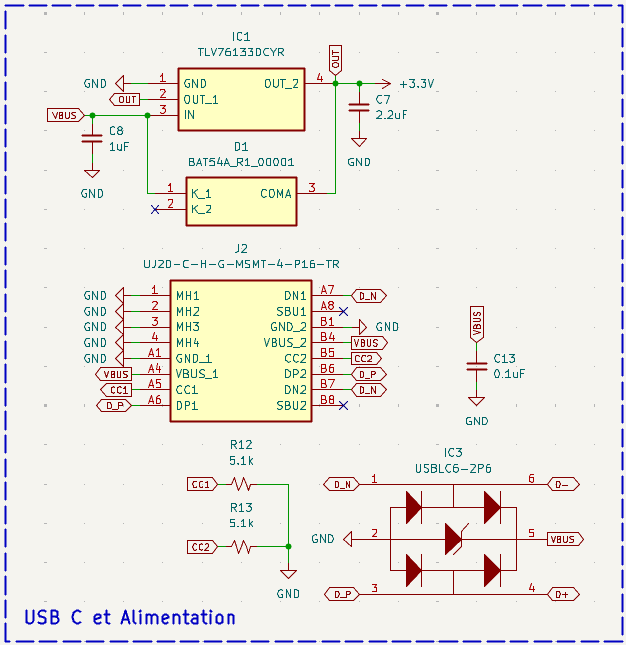 IC1
TLV76133DCYR
OUT
GND 1 GND OUT_2 4 +3.3V
OUT 2 OUT_1
VBUS 3 IN
C7
2.2uF
C8
1uF
GND
GND
D1
BAT54A_R1_00001
1 K_1 COMA 3
2 K_2
J2
UJ2D-C-H-G-MSMT-4-P16-TR
GND 1 MH1 DN1 A7 D_N
GND 2 MH2 SBU1 A8
GND 3 MH3 GND_2 B1 GND
GND 4 MH4 VBUS_2 B4 VBUS
GND A1 GND_1 CC2 B5 CC2
VBUS A4 VBUS_1 DP2 B6 D_P
CC1 A5 CC1 DN2 B7 D_N
D_P A6 DP1 SBU2 B8
VBUS
C13
0.1uF
GND
R12
5.1k
CC1
R13
5.1k
CC2
GND
IC3
USBLC6-2P6
D_N 1 6 D-
GND 2 5 VBUS
D_P 3 4 D+
USB C et Alimentation